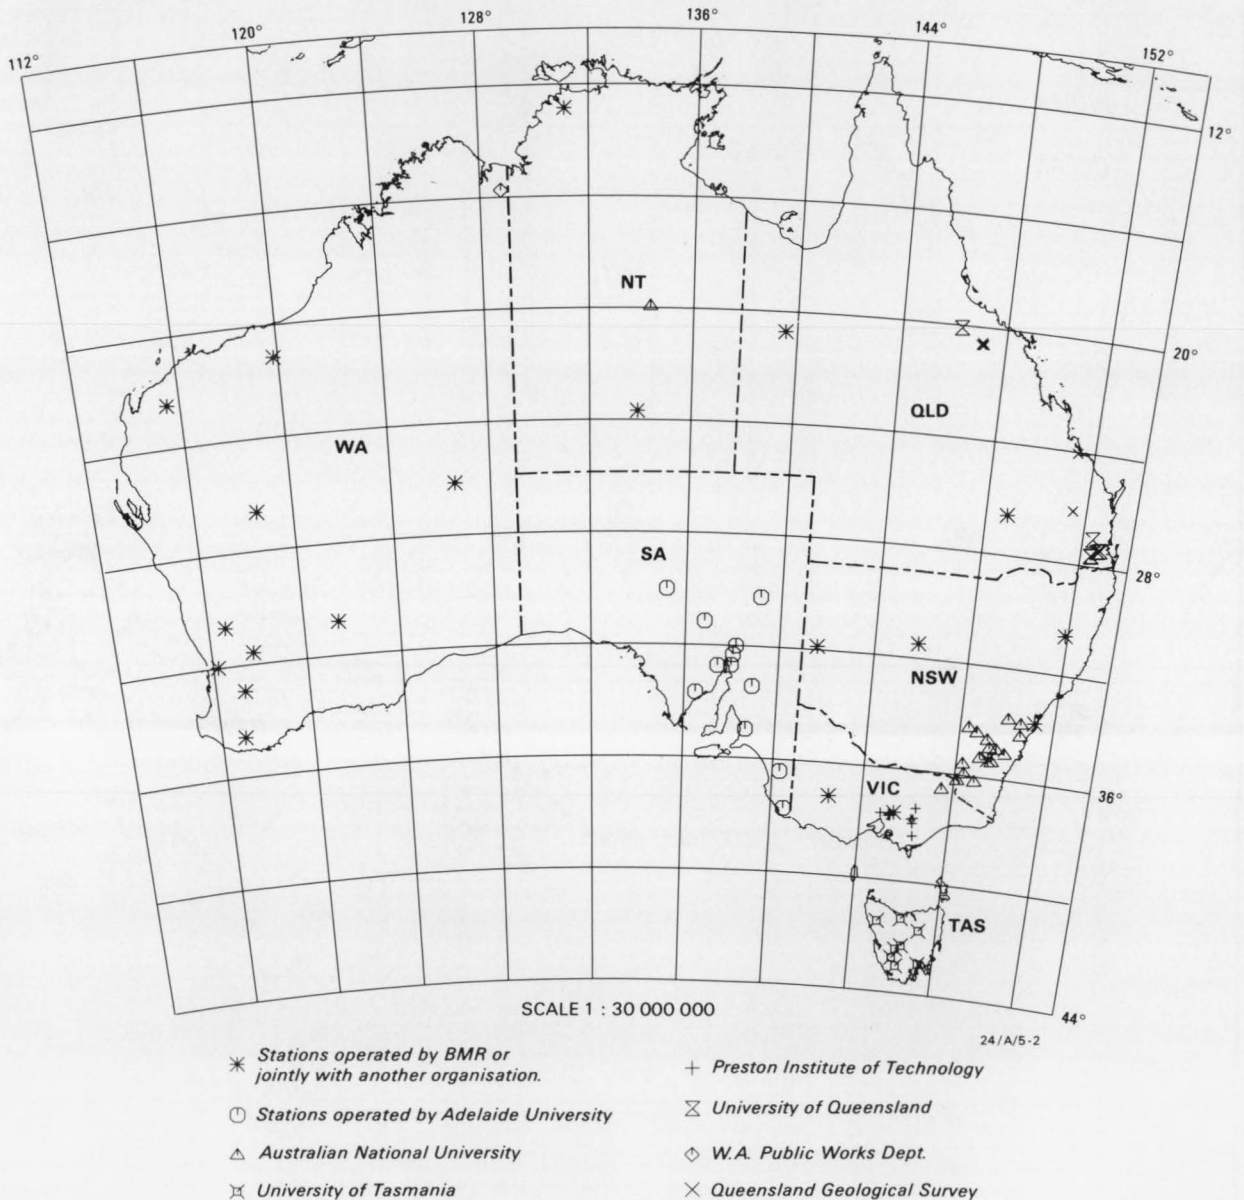 112°
120°
128°
136°
144°
152°
12°
NT
20°
QLD
WA
SA
28°
NSW
VIC
36°
TAS
44°
SCALE 1 : 30 000 000
24/A/5-2
Stations operated by BMR or
jointly with another organisation.
Stations operated by Adelaide University
Australian National University
University of Tasmania
Preston Institute of Technology
University of Queensland
W.A. Public Works Dept.
Queensland Geological Survey